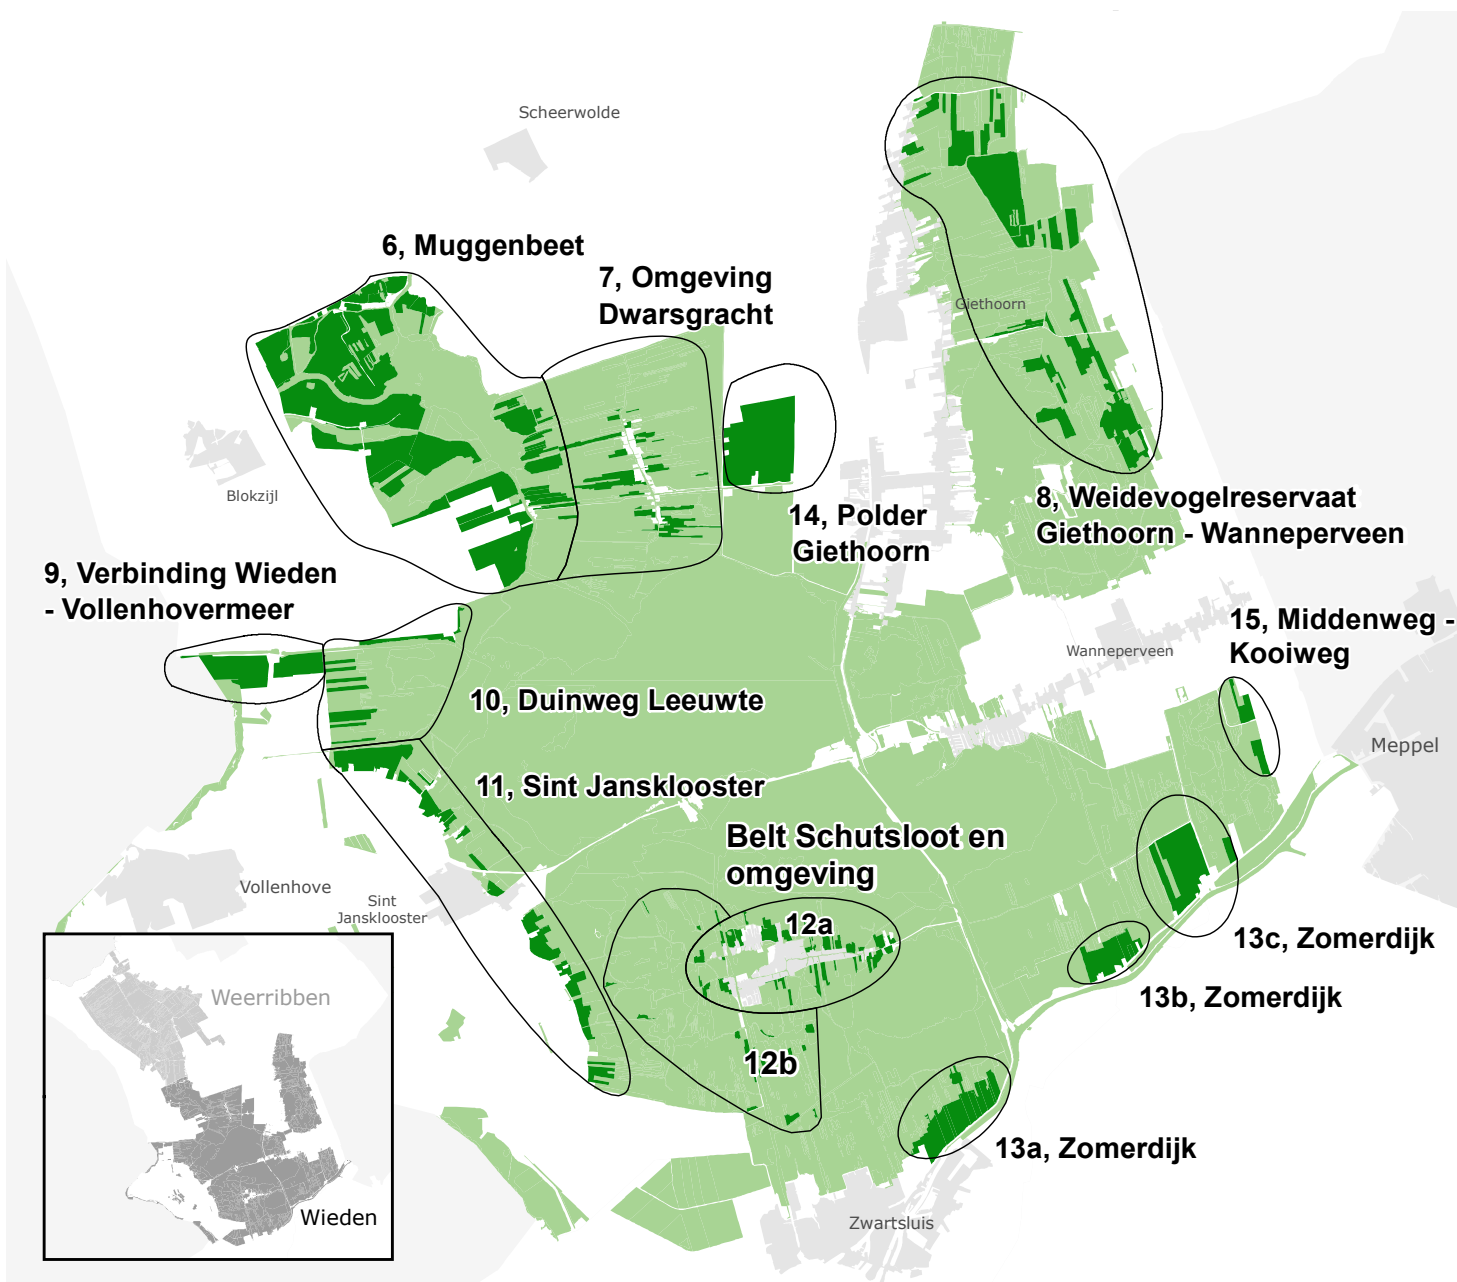 Scheerwolde
6, Muggenbeet
7, Omgeving
Dwarsgracht
Giethoorn
Blokzijl
14, Polder
Giethoorn
8, Weidevogelreservaat
Giethoorn - Wanneperveen
9, Verbinding Wieden
- Vollenhovermeer
15, Middenweg -
Kooiweg
Wanneperveen
10, Duinweg Leeuwte
Meppel
11, Sint Jansklooster
Belt Schutsloot en
omgeving
Vollenhove
Sint
Jansklooster
12a
13c, Zomerdijk
13b, Zomerdijk
12b
13a, Zomerdijk
Zwartsluis
Weerribben
Wieden